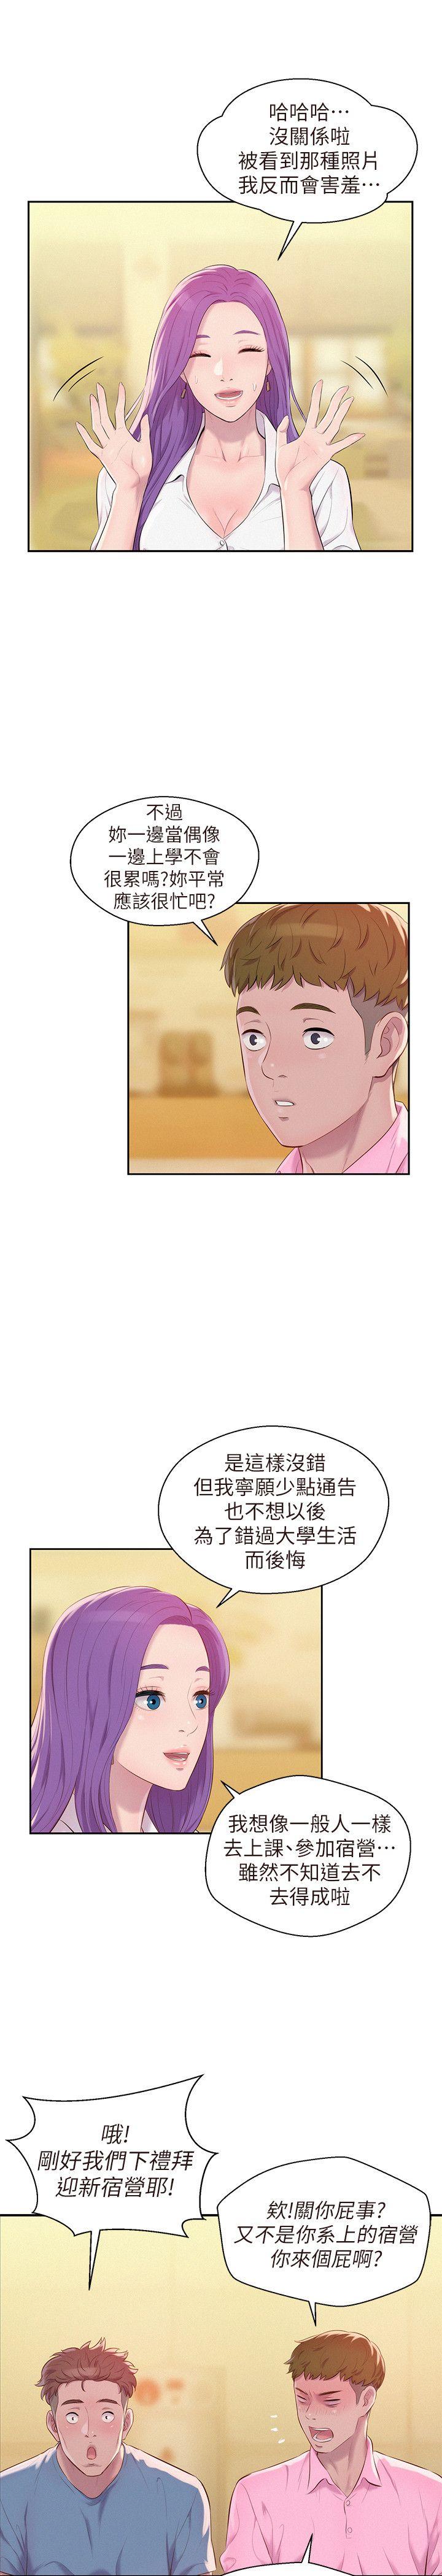 哈哈哈…
沒關係啦
被看到那種照片
我反而會害羞…
不過
妳一邊當偶像
一邊上學不會
很累嗎?妳平常
應該很忙吧?
是這樣沒錯
但我寧願少點通告
也不想以後
為了錯過大學生活
而後悔
我想像一般人一樣
去上課、參加宿營…
雖然不知道去不
去得成啦
哦!
剛好我們下禮拜
迎新宿營耶!
欸!關你屁事?
又不是你系上的宿營
你來個屁啊?